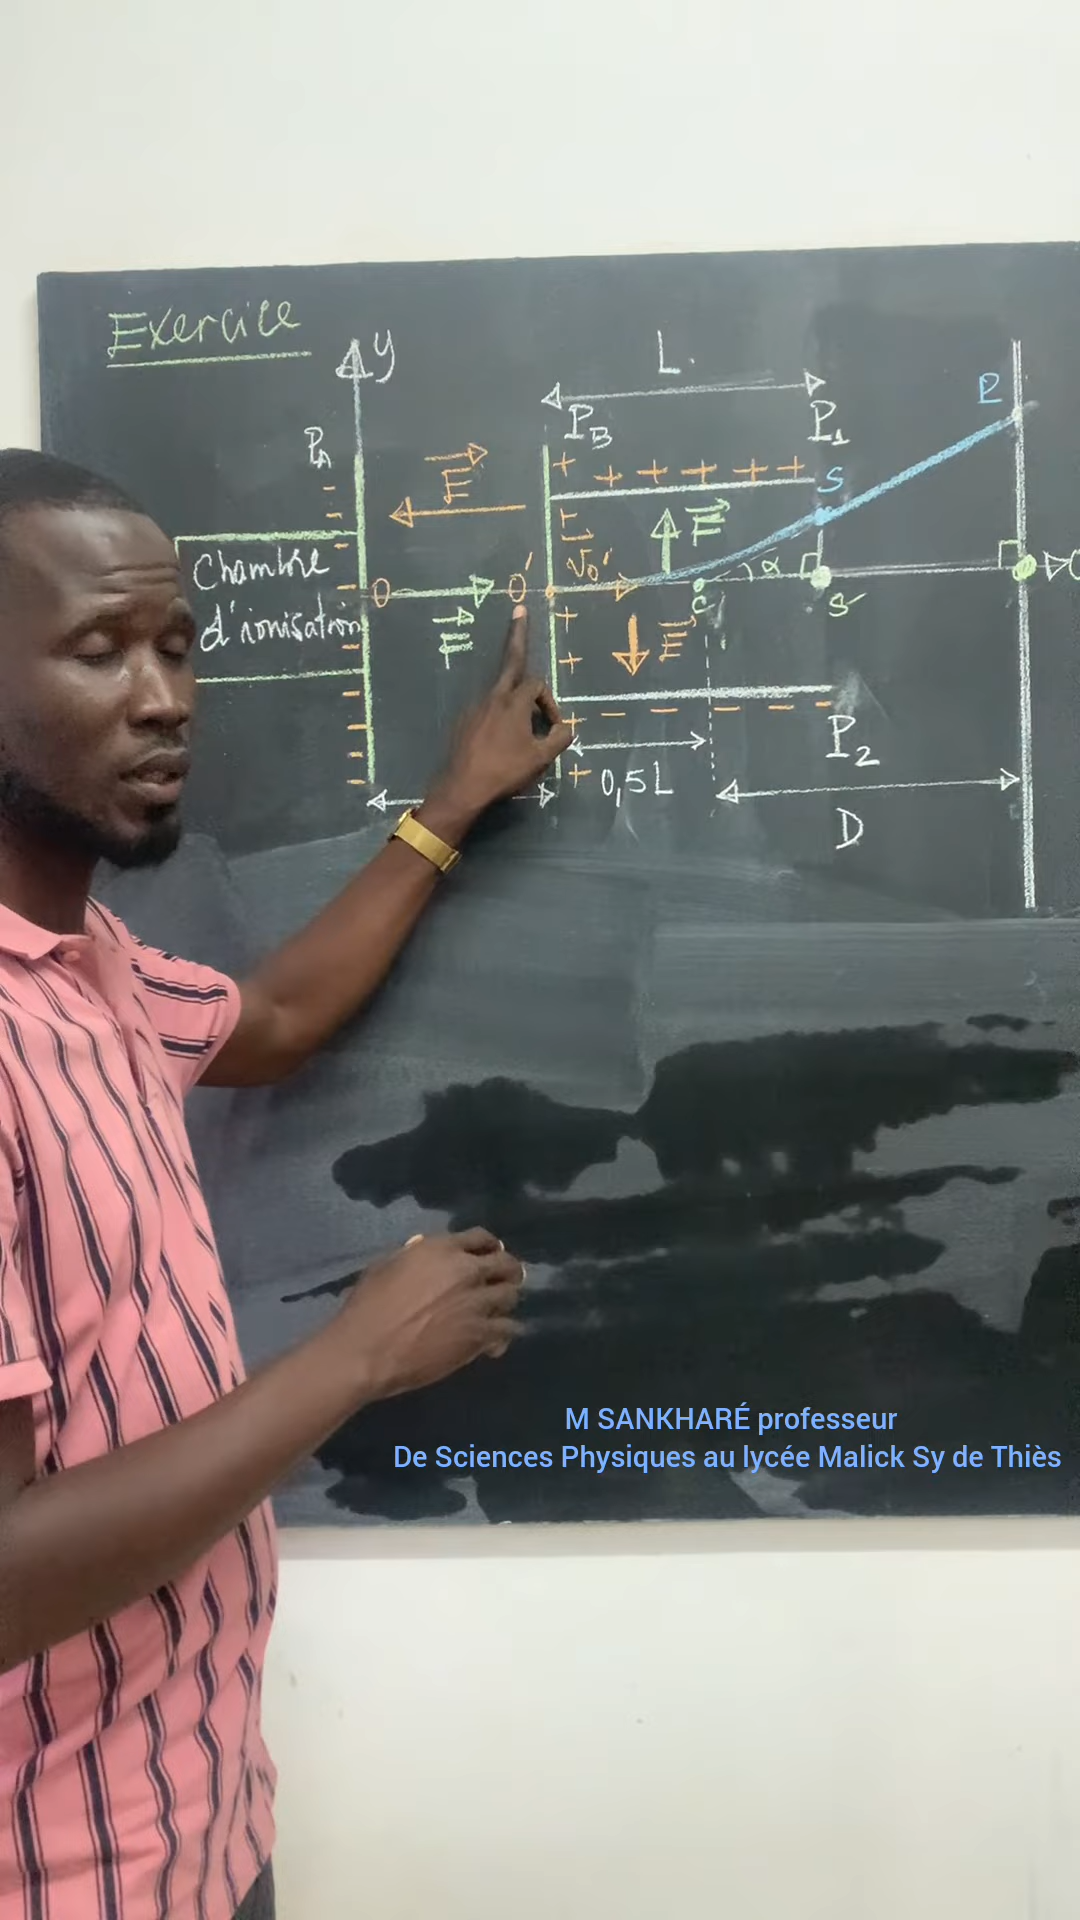 Exercice
y
L.
P_A
P_B
P_1
R
E
S
F
Chambre
d'ionisation
O
O'
V_0'
α
C
S'
F
E'
P_2
0,5L
D
M SANKHARÉ professeur
De Sciences Physiques au lycée Malick Sy de Thiès